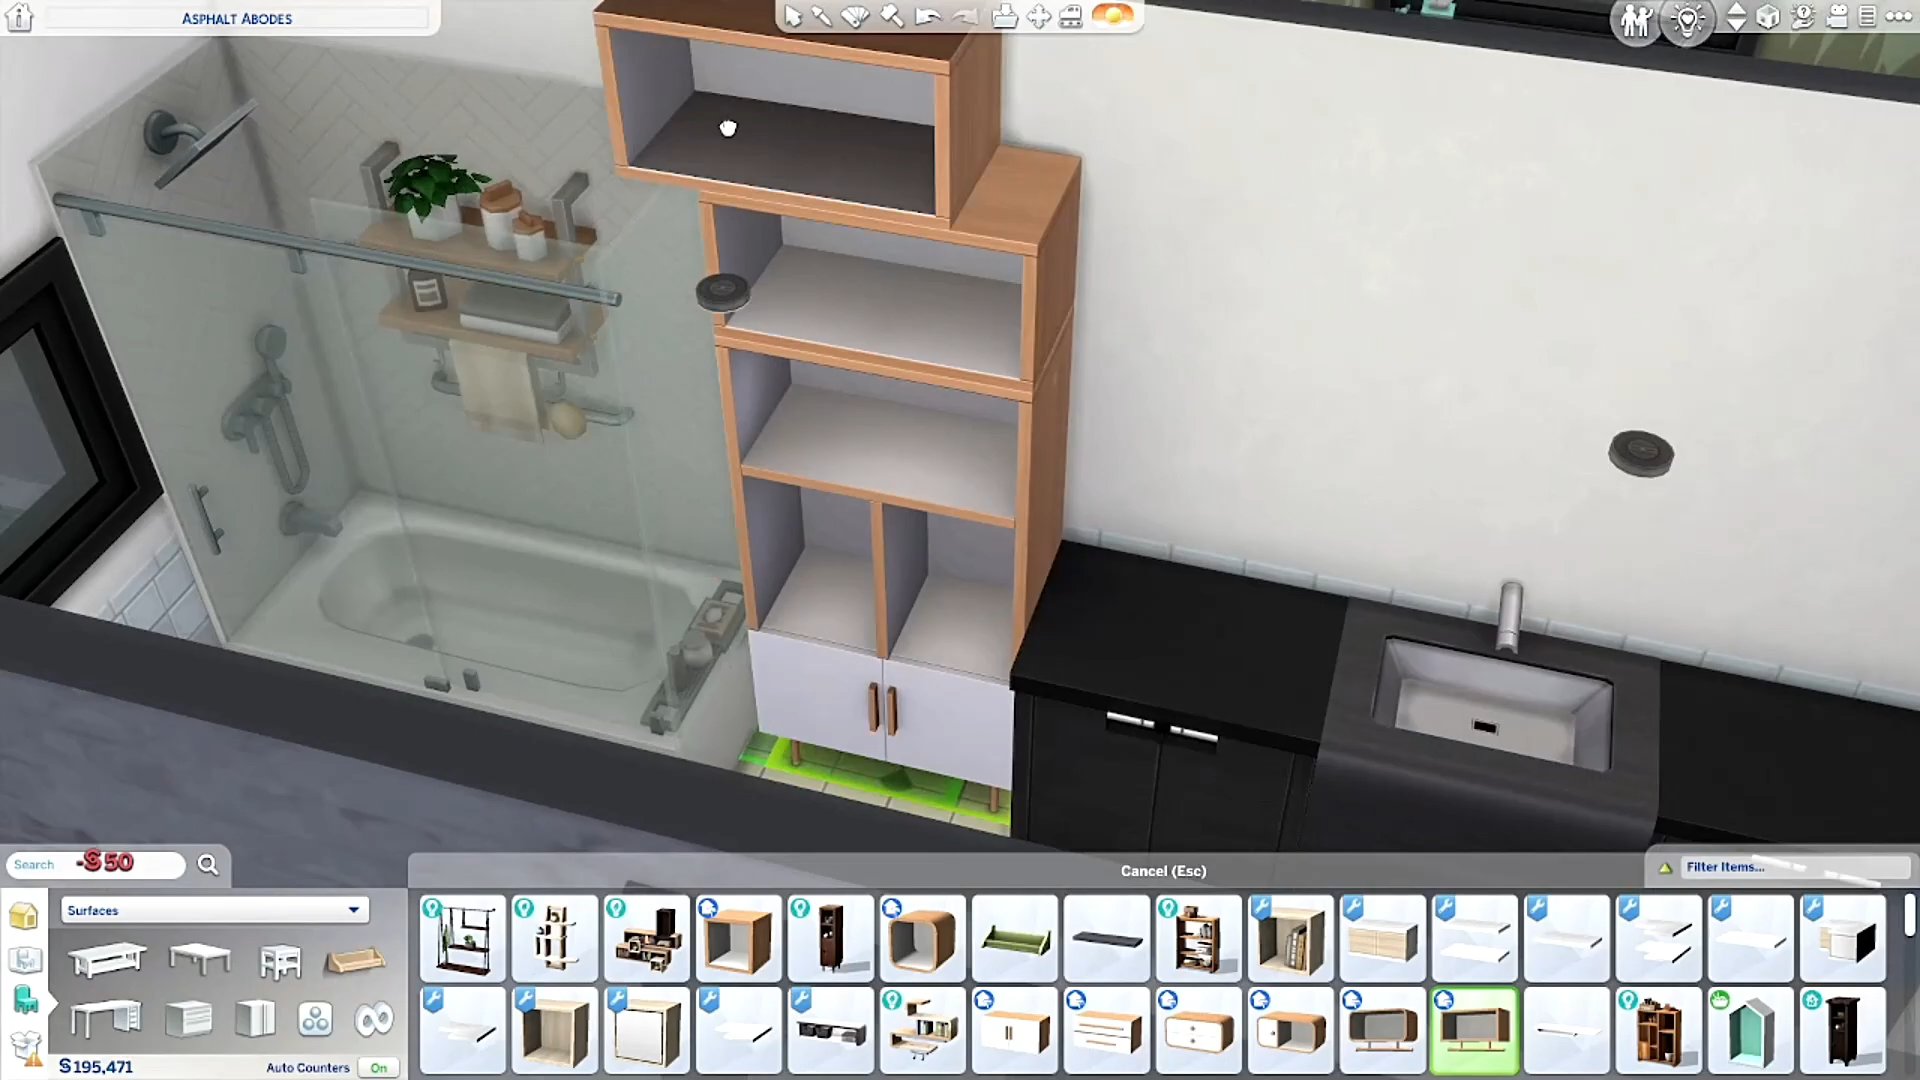 ASPHALT ABODES
Search
-§50
Cancel (Esc)
Filter Items...
Surfaces
§195,471
Auto Counters
On